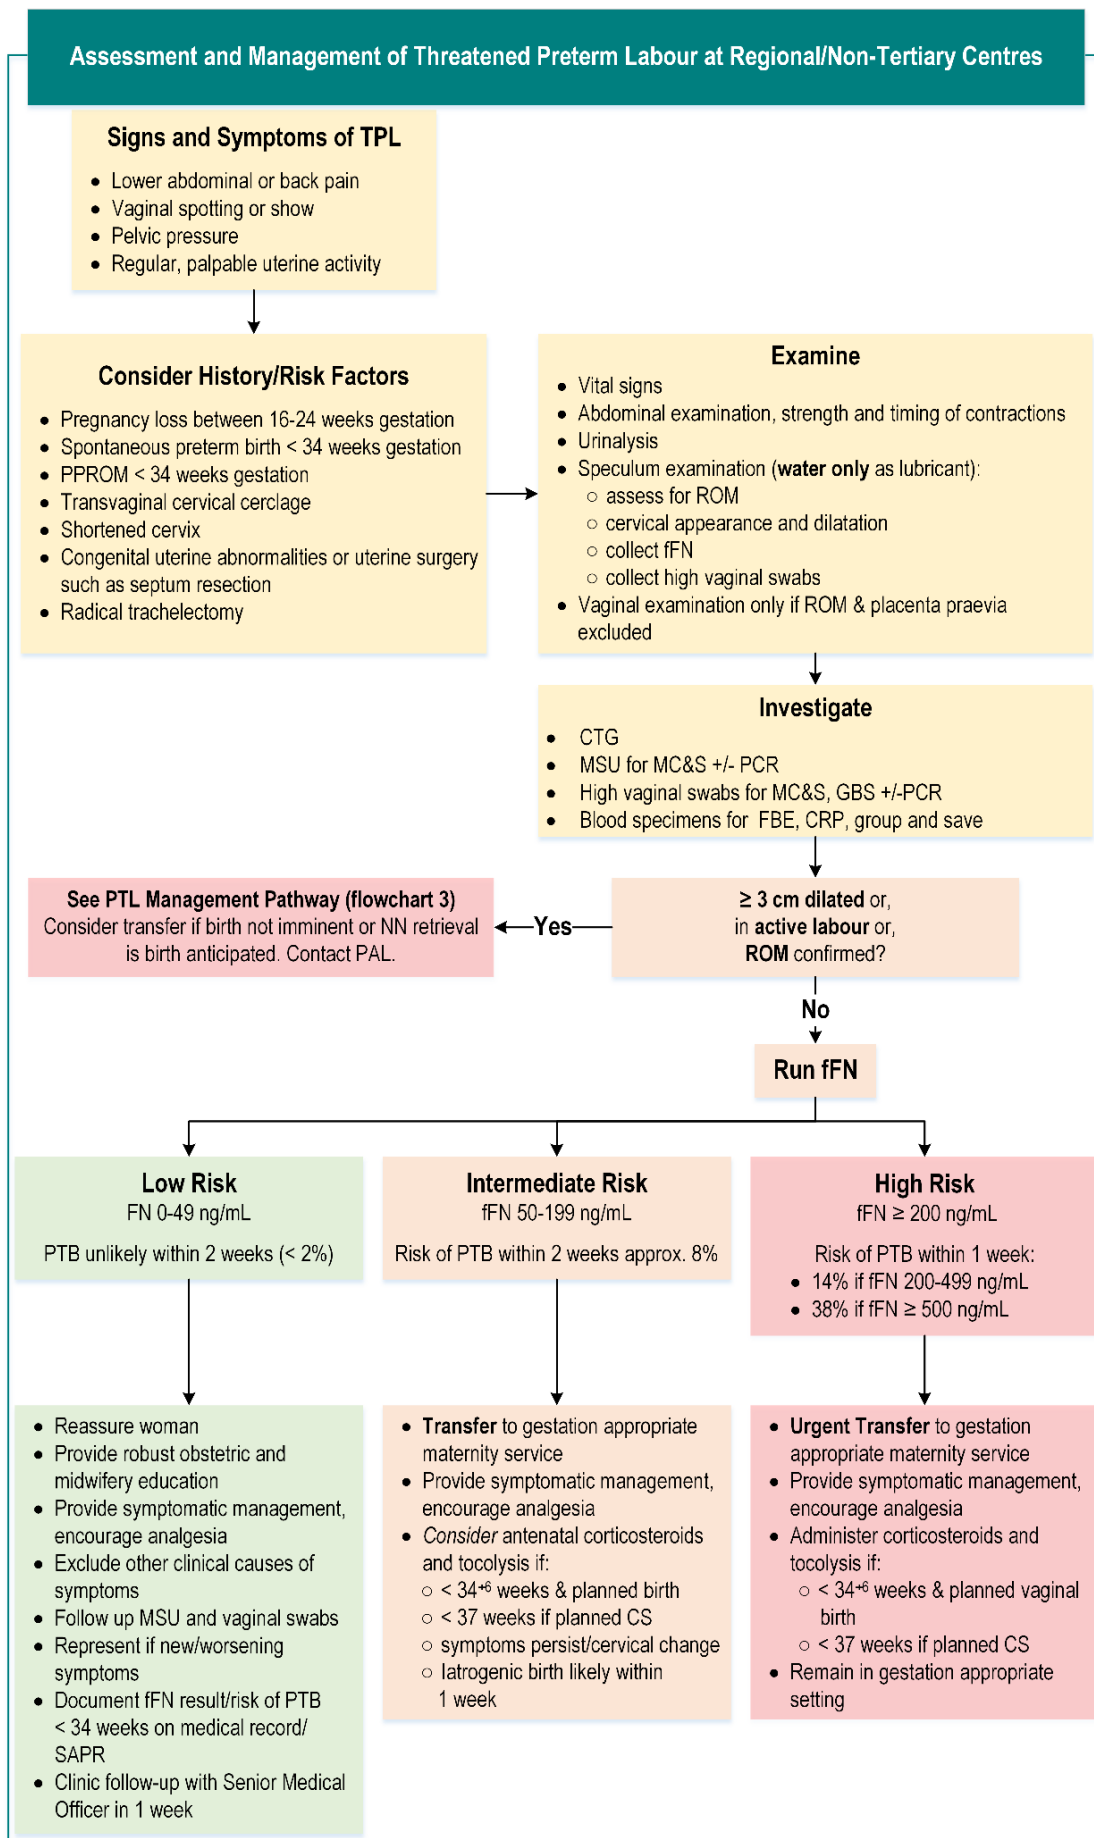 Assessment and Management of Threatened Preterm Labour at Regional/Non-Tertiary Centres
Signs and Symptoms of TPL
• Lower abdominal or back pain
• Vaginal spotting or show
• Pelvic pressure
• Regular, palpable uterine activity
Consider History/Risk Factors
• Pregnancy loss between 16-24 weeks gestation
• Spontaneous preterm birth < 34 weeks gestation
• PPROM < 34 weeks gestation
• Transvaginal cervical cerclage
• Shortened cervix
• Congenital uterine abnormalities or uterine surgery
such as septum resection
• Radical trachelectomy
Examine
• Vital signs
• Abdominal examination, strength and timing of contractions
• Urinalysis
• Speculum examination (water only as lubricant):
○ assess for ROM
○ cervical appearance and dilatation
○ collect fFN
○ collect high vaginal swabs
• Vaginal examination only if ROM & placenta praevia
excluded
Investigate
• CTG
• MSU for MC&S +/- PCR
• High vaginal swabs for MC&S, GBS +/-PCR
• Blood specimens for FBE, CRP, group and save
≥ 3 cm dilated or,
in active labour or,
ROM confirmed?
Yes
See PTL Management Pathway (flowchart 3)
Consider transfer if birth not imminent or NN retrieval
is birth anticipated. Contact PAL.
No
Run fFN
Low Risk
FN 0-49 ng/mL
PTB unlikely within 2 weeks (< 2%)
Intermediate Risk
fFN 50-199 ng/mL
Risk of PTB within 2 weeks approx. 8%
High Risk
fFN ≥ 200 ng/mL
Risk of PTB within 1 week:
• 14% if fFN 200-499 ng/mL
• 38% if fFN ≥ 500 ng/mL
• Reassure woman
• Provide robust obstetric and
midwifery education
• Provide symptomatic management,
encourage analgesia
• Exclude other clinical causes of
symptoms
• Follow up MSU and vaginal swabs
• Represent if new/worsening
symptoms
• Document fFN result/risk of PTB
< 34 weeks on medical record/
SAPR
• Clinic follow-up with Senior Medical
Officer in 1 week
• Transfer to gestation appropriate
maternity service
• Provide symptomatic management,
encourage analgesia
• Consider antenatal corticosteroids
and tocolysis if:
○ < 34⁺⁶ weeks & planned birth
○ < 37 weeks if planned CS
○ symptoms persist/cervical change
○ Iatrogenic birth likely within
1 week
• Urgent Transfer to gestation
appropriate maternity service
• Provide symptomatic management,
encourage analgesia
• Administer corticosteroids and
tocolysis if:
○ < 34⁺⁶ weeks & planned vaginal
birth
○ < 37 weeks if planned CS
• Remain in gestation appropriate
setting